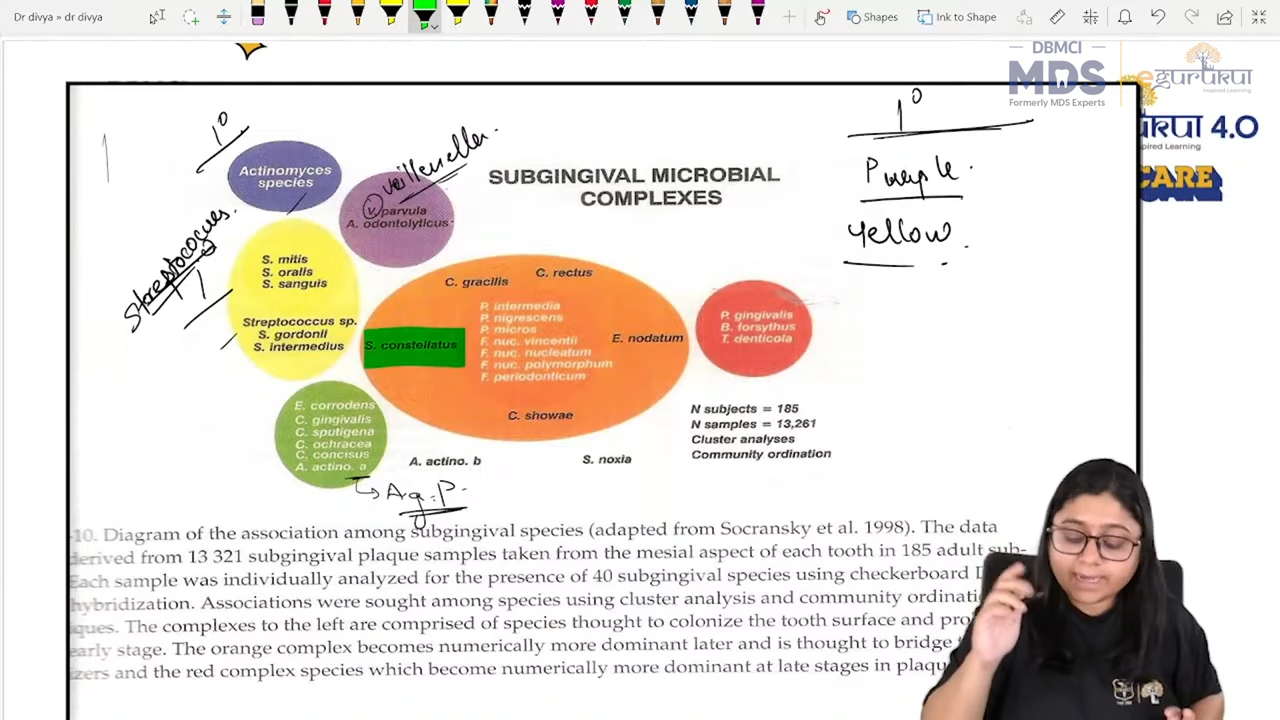 Dr divya » dr divya
Shapes
Ink to Shape
DBMCI
MDS
Formerly MDS Experts
egurukul
Inspired Learning
ukul 4.0
Inspired Learning
CARE
1°
Purple.
Yellow.
1°
Veillenella.
Streptococcus.
SUBGINGIVAL MICROBIAL
COMPLEXES
Actinomyces
species
V. parvula
A. odontolyticus
S. mitis
S. oralis
S. sanguis
Streptococcus sp.
S. gordonii
S. intermedius
C. gracilis
C. rectus
P. intermedia
P. nigrescens
P. micros
F. nuc. vincentii
F. nuc. nucleatum
F. nuc. polymorphum
F. periodonticum
S. constellatus
E. nodatum
C. showae
P. gingivalis
B. forsythus
T. denticola
E. corrodens
C. gingivalis
C. sputigena
C. ochracea
C. concisus
A. actino. a
A. actino. b
S. noxia
N subjects = 185
N samples = 13,261
Cluster analyses
Community ordination
Ag.P.
-10. Diagram of the association among subgingival species (adapted from Socransky et al. 1998). The data
derived from 13 321 subgingival plaque samples taken from the mesial aspect of each tooth in 185 adult sub-
Each sample was individually analyzed for the presence of 40 subgingival species using checkerboard
hybridization. Associations were sought among species using cluster analysis and community ordinati
ques. The complexes to the left are comprised of species thought to colonize the tooth surface and pro
early stage. The orange complex becomes numerically more dominant later and is thought to bridge
izers and the red complex species which become numerically more dominant at late stages in plaqu